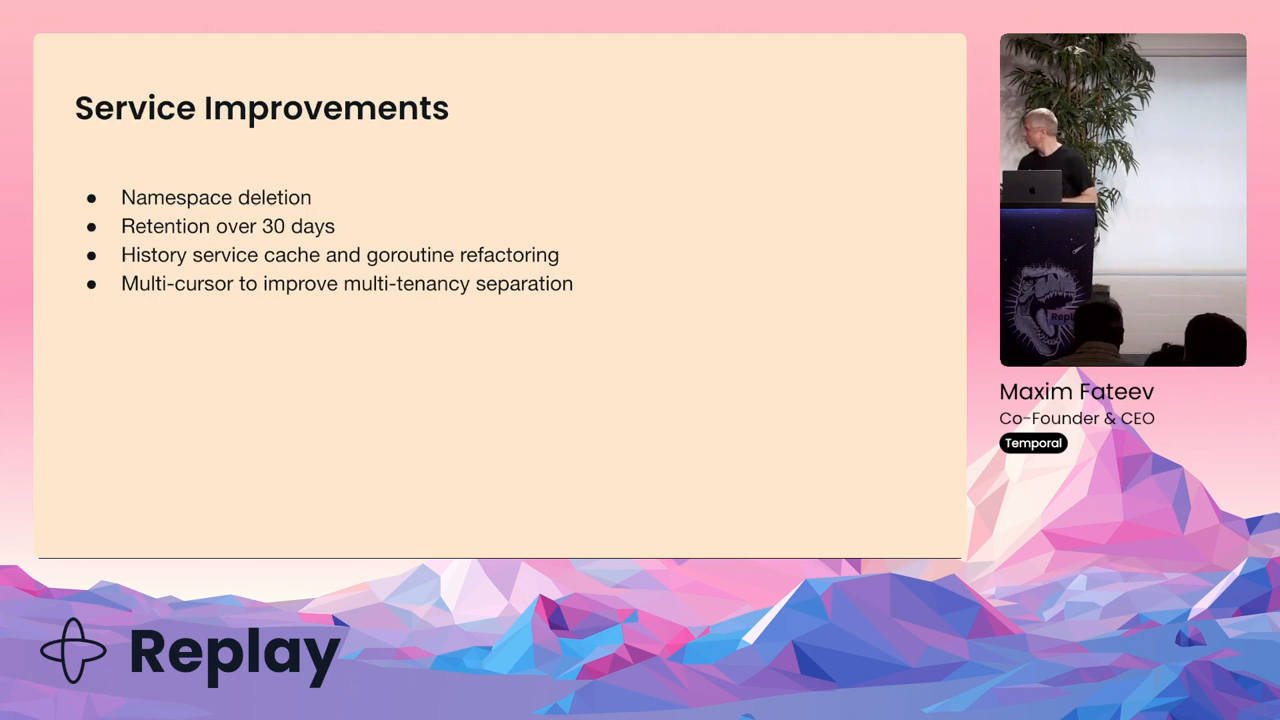 Service Improvements
● Namespace deletion
● Retention over 30 days
● History service cache and goroutine refactoring
● Multi-cursor to improve multi-tenancy separation
Maxim Fateev
Co-Founder & CEO
Temporal
Replay